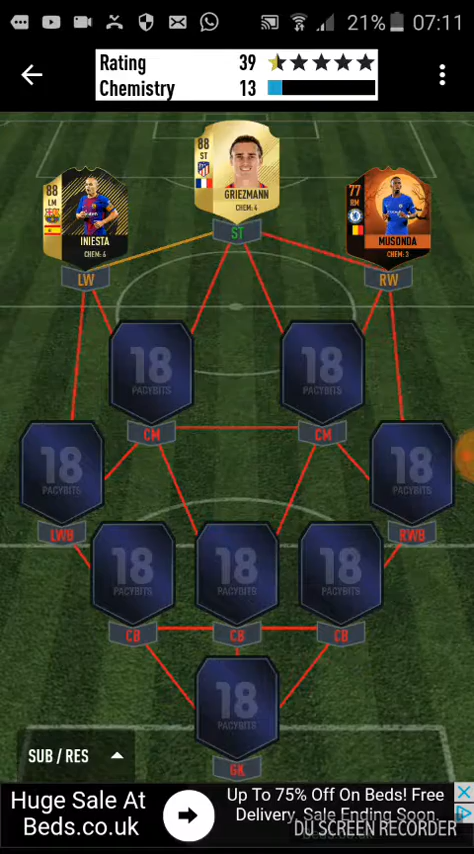 21% 07:11
Rating 39
Chemistry 13
88
ST
GRIEZMANN
CHEM: 4
ST
88
LM
INIESTA
CHEM: 6
LW
77
RM
MUSONDA
CHEM: 3
RW
18
PACYBITS
CM
18
PACYBITS
CM
18
PACYBITS
LWB
18
PACYBITS
RWB
18
PACYBITS
CB
18
PACYBITS
CB
18
PACYBITS
CB
18
PACYBITS
GK
SUB / RES
Huge Sale At
Beds.co.uk
Up To 75% Off On Beds! Free
Delivery. Sale Ending Soon.
DU SCREEN RECORDER